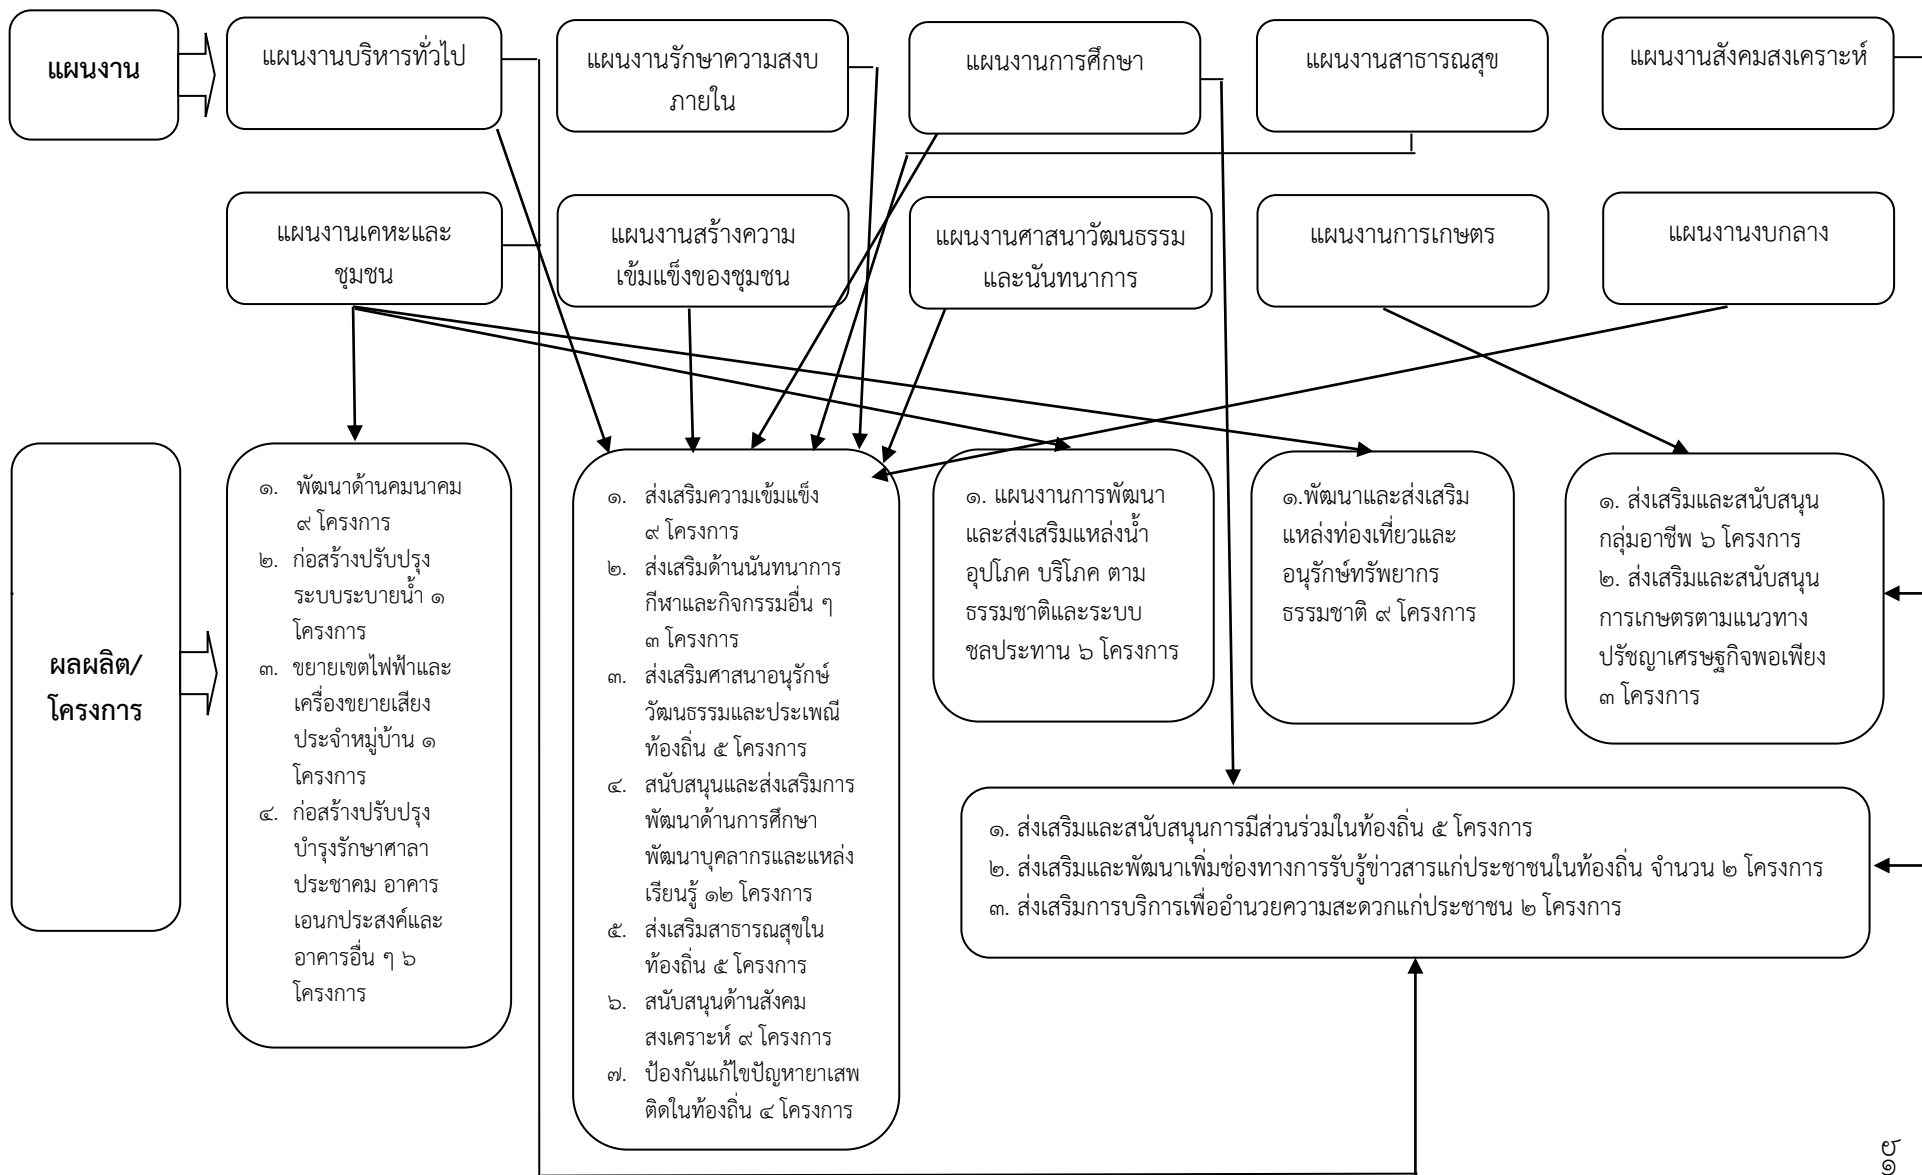 แผนงาน
แผนงานบริหารทั่วไป
แผนงานรักษาความสงบ
ภายใน
แผนงานการศึกษา
แผนงานสาธารณสุข
แผนงานสังคมสงเคราะห์
แผนงานเคหะและ
ชุมชน
แผนงานสร้างความ
เข้มแข็งของชุมชน
แผนงานศาสนาวัฒนธรรม
และนันทนาการ
แผนงานการเกษตร
แผนงานงบกลาง
ผลผลิต/
โครงการ
๑. พัฒนาด้านคมนาคม
๙ โครงการ
๒. ก่อสร้างปรับปรุง
ระบบระบายน้ำ ๑
โครงการ
๓. ขยายเขตไฟฟ้าและ
เครื่องขยายเสียง
ประจำหมู่บ้าน ๑
โครงการ
๔. ก่อสร้างปรับปรุง
บำรุงรักษาศาลา
ประชาคม อาคาร
เอนกประสงค์และ
อาคารอื่น ๆ ๖
โครงการ
๑. ส่งเสริมความเข้มแข็ง
๙ โครงการ
๒. ส่งเสริมด้านนันทนาการ
กีฬาและกิจกรรมอื่น ๆ
๓ โครงการ
๓. ส่งเสริมศาสนาอนุรักษ์
วัฒนธรรมและประเพณี
ท้องถิ่น ๕ โครงการ
๔. สนับสนุนและส่งเสริมการ
พัฒนาด้านการศึกษา
พัฒนาบุคลากรและแหล่ง
เรียนรู้ ๑๒ โครงการ
๕. ส่งเสริมสาธารณสุขใน
ท้องถิ่น ๕ โครงการ
๖. สนับสนุนด้านสังคม
สงเคราะห์ ๙ โครงการ
๗. ป้องกันแก้ไขปัญหายาเสพ
ติดในท้องถิ่น ๔ โครงการ
๑. แผนงานการพัฒนา
และส่งเสริมแหล่งน้ำ
อุปโภค บริโภค ตาม
ธรรมชาติและระบบ
ชลประทาน ๖ โครงการ
๑.พัฒนาและส่งเสริม
แหล่งท่องเที่ยวและ
อนุรักษ์ทรัพยากร
ธรรมชาติ ๙ โครงการ
๑. ส่งเสริมและสนับสนุน
กลุ่มอาชีพ ๖ โครงการ
๒. ส่งเสริมและสนับสนุน
การเกษตรตามแนวทาง
ปรัชญาเศรษฐกิจพอเพียง
๓ โครงการ
๑. ส่งเสริมและสนับสนุนการมีส่วนร่วมในท้องถิ่น ๕ โครงการ
๒. ส่งเสริมและพัฒนาเพิ่มช่องทางการรับรู้ข่าวสารแก่ประชาชนในท้องถิ่น จำนวน ๒ โครงการ
๓. ส่งเสริมการบริการเพื่ออำนวยความสะดวกแก่ประชาชน ๒ โครงการ
๖๑